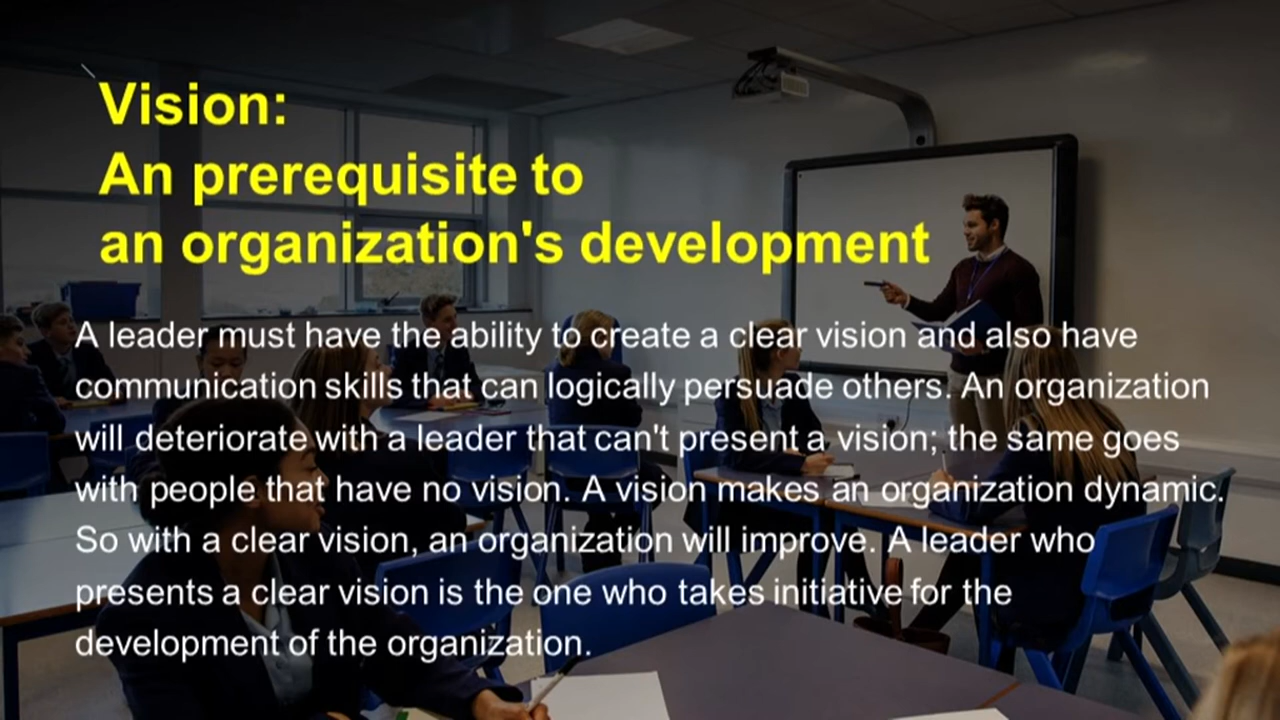 Vision:
An prerequisite to
an organization's development
A leader must have the ability to create a clear vision and also have
communication skills that can logically persuade others. An organization
will deteriorate with a leader that can't present a vision; the same goes
with people that have no vision. A vision makes an organization dynamic.
So with a clear vision, an organization will improve. A leader who
presents a clear vision is the one who takes initiative for the
development of the organization.